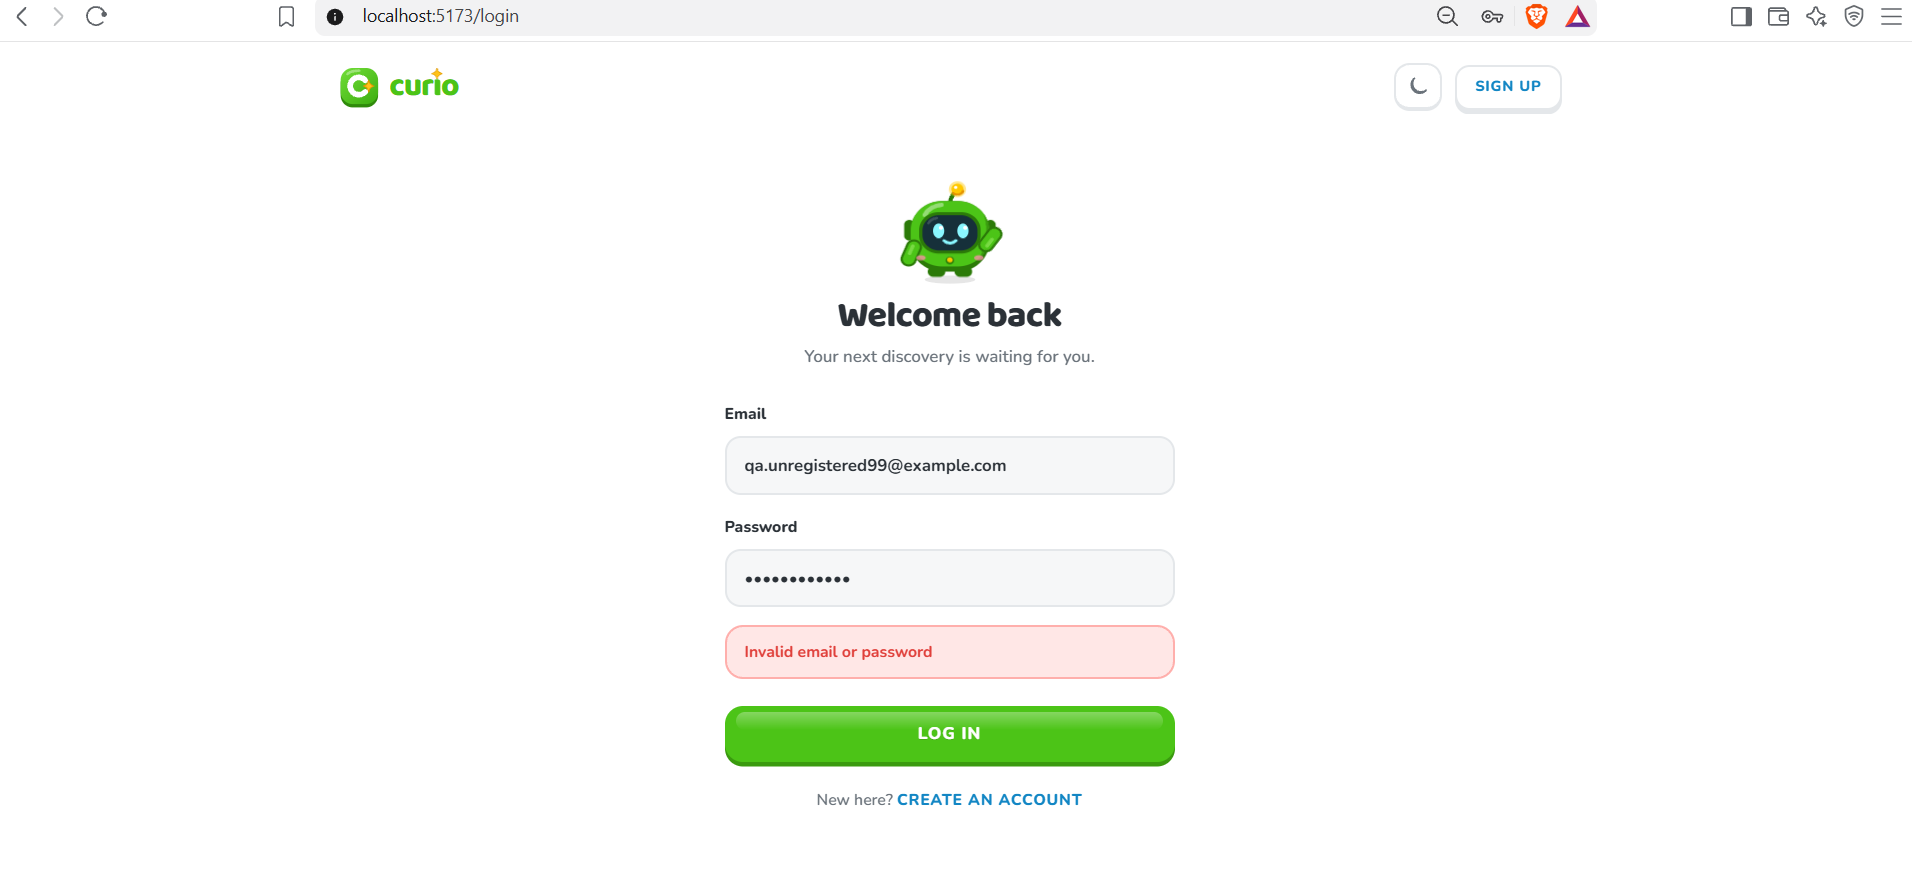 localhost:5173/login
curio
SIGN UP
Welcome back
Your next discovery is waiting for you.
Email
qa.unregistered99@example.com
Password
••••••••••••
Invalid email or password
LOG IN
New here? CREATE AN ACCOUNT